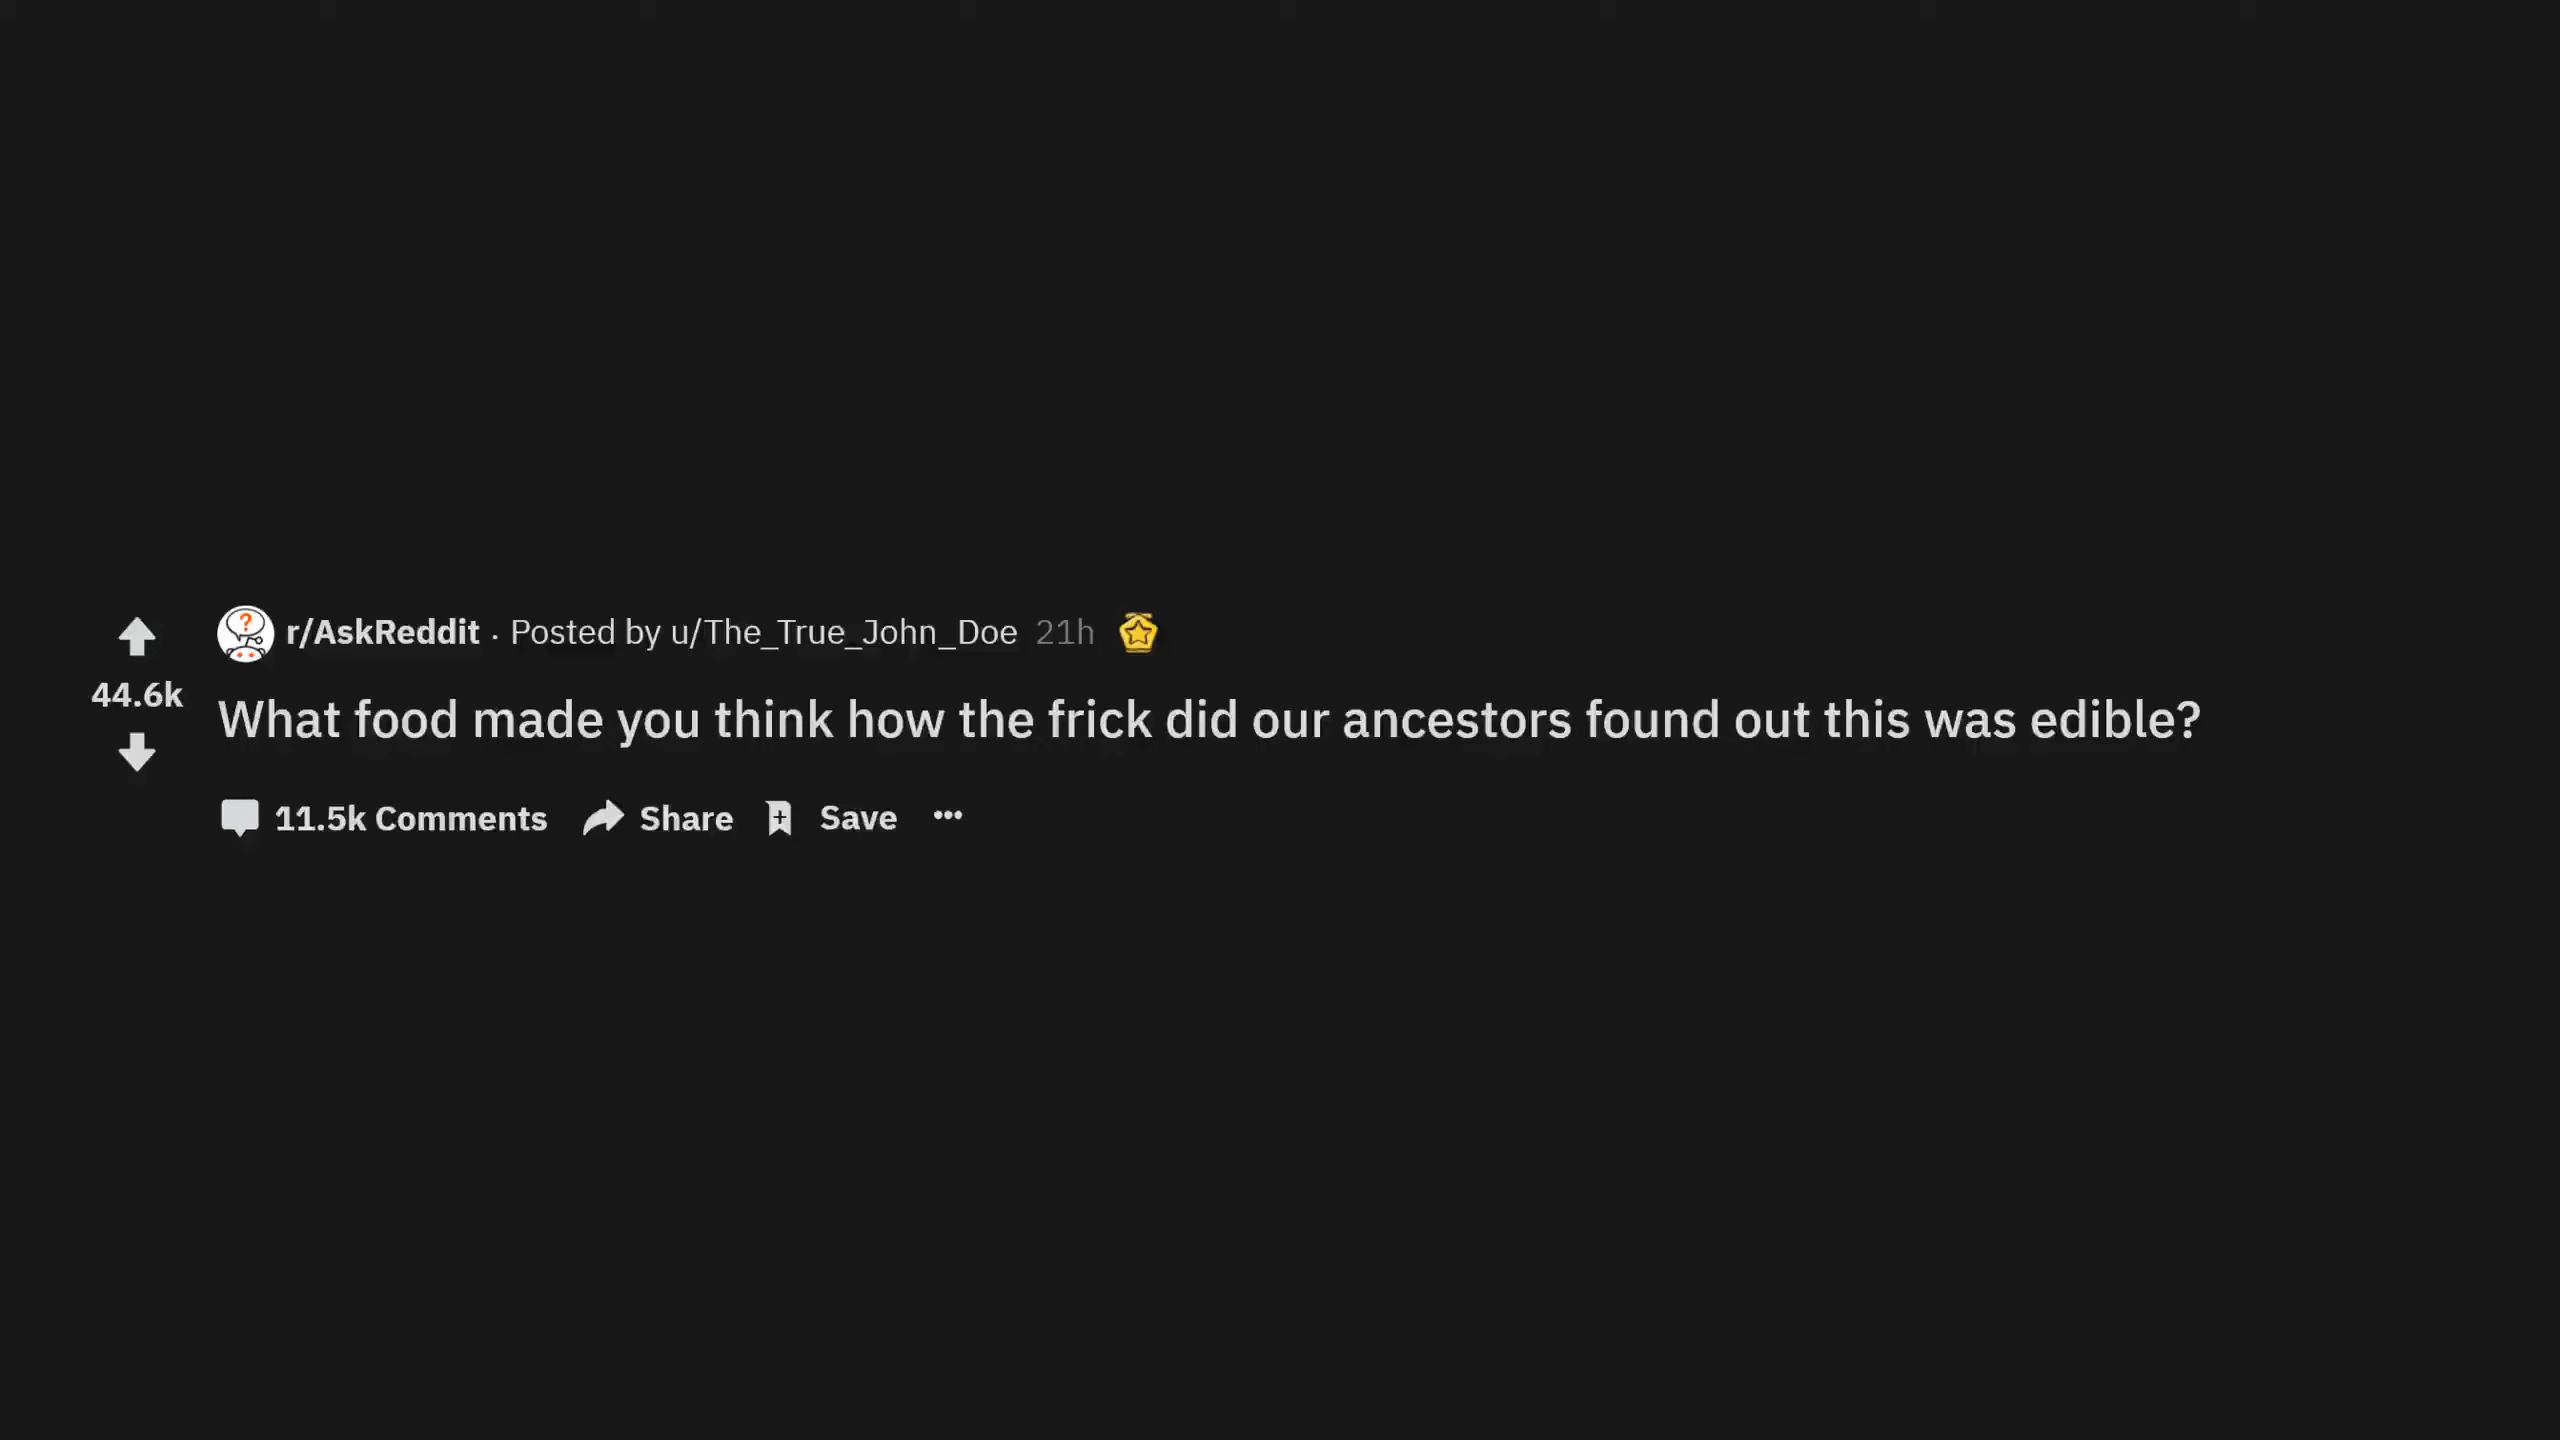 r/AskReddit · Posted by u/The_True_John_Doe 21h
44.6k
What food made you think how the frick did our ancestors found out this was edible?
11.5k Comments Share Save ···